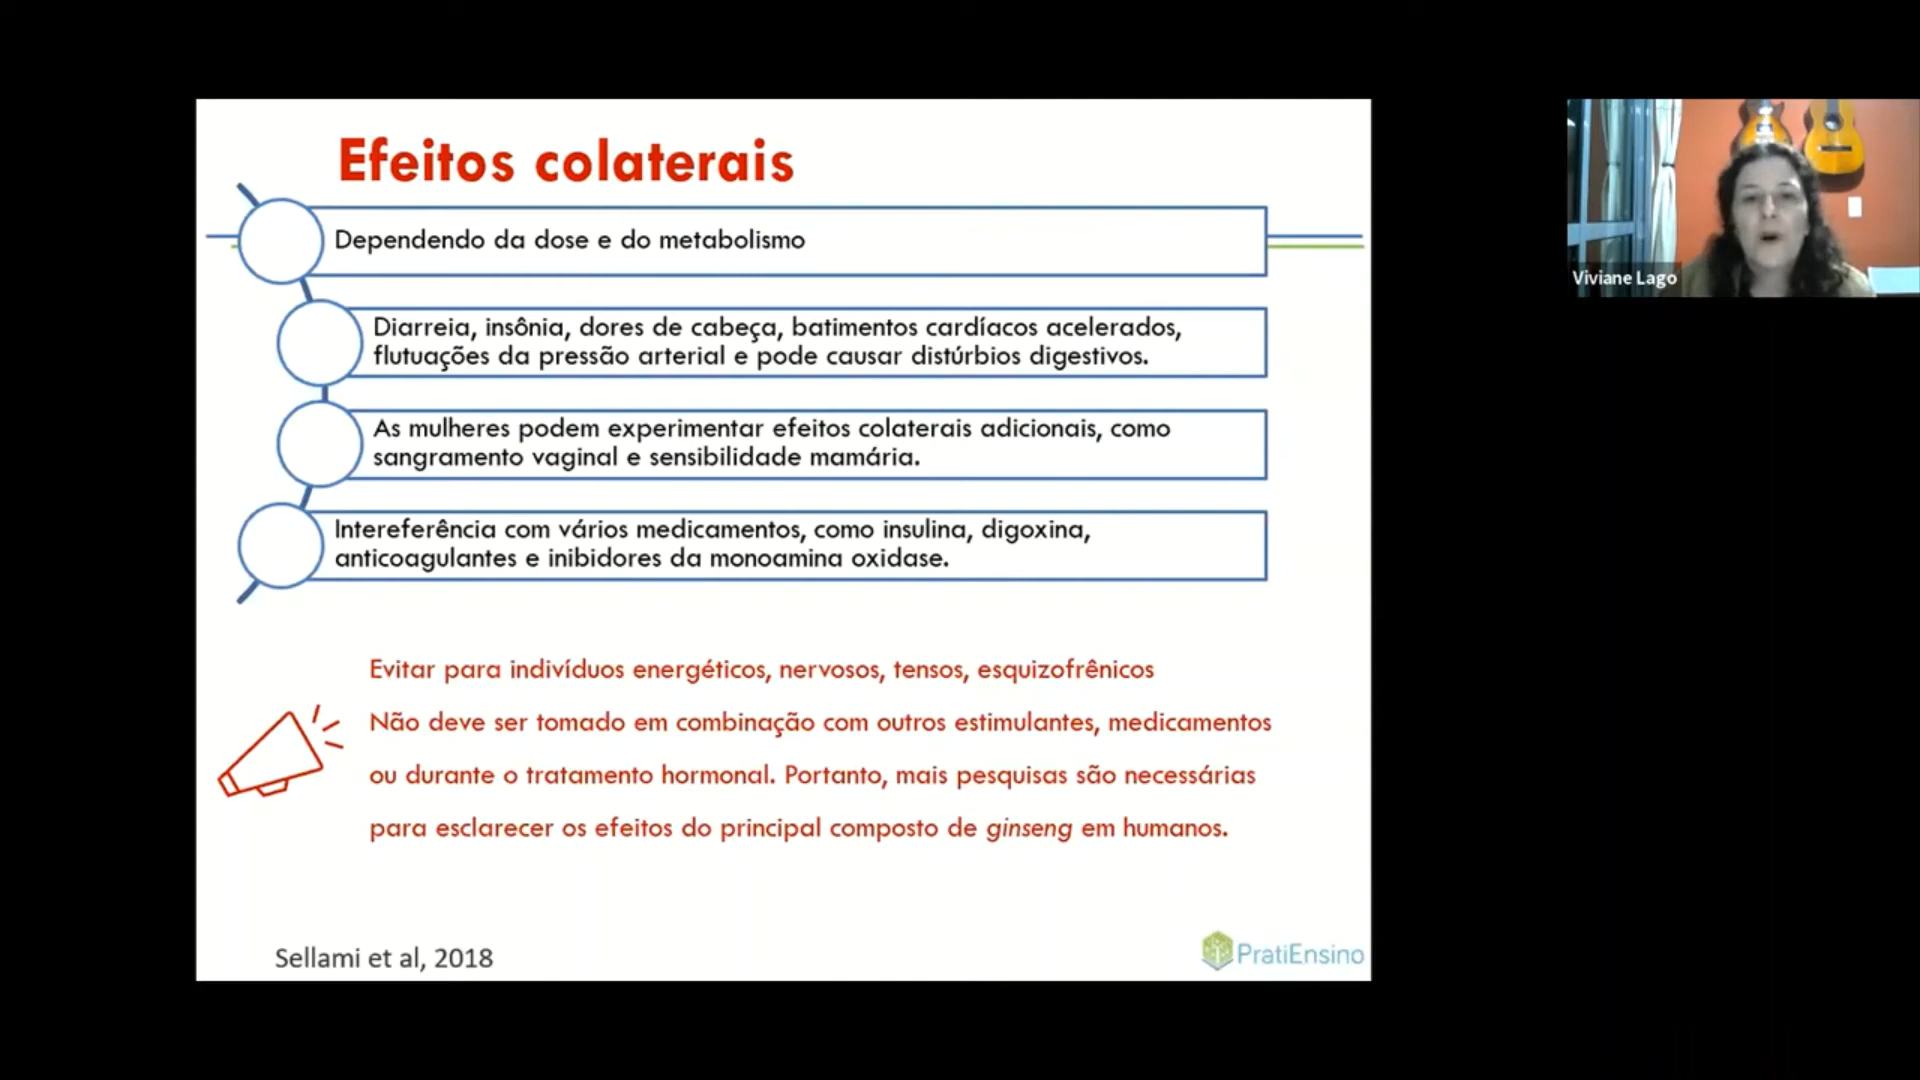 Efeitos colaterais
Dependendo da dose e do metabolismo
Diarreia, insônia, dores de cabeça, batimentos cardíacos acelerados,
flutuações da pressão arterial e pode causar distúrbios digestivos.
As mulheres podem experimentar efeitos colaterais adicionais, como
sangramento vaginal e sensibilidade mamária.
Intereferência com vários medicamentos, como insulina, digoxina,
anticoagulantes e inibidores da monoamina oxidase.
Evitar para indivíduos energéticos, nervosos, tensos, esquizofrênicos
Não deve ser tomado em combinação com outros estimulantes, medicamentos
ou durante o tratamento hormonal. Portanto, mais pesquisas são necessárias
para esclarecer os efeitos do principal composto de ginseng em humanos.
Sellami et al, 2018
PratiEnsino
Viviane Lago